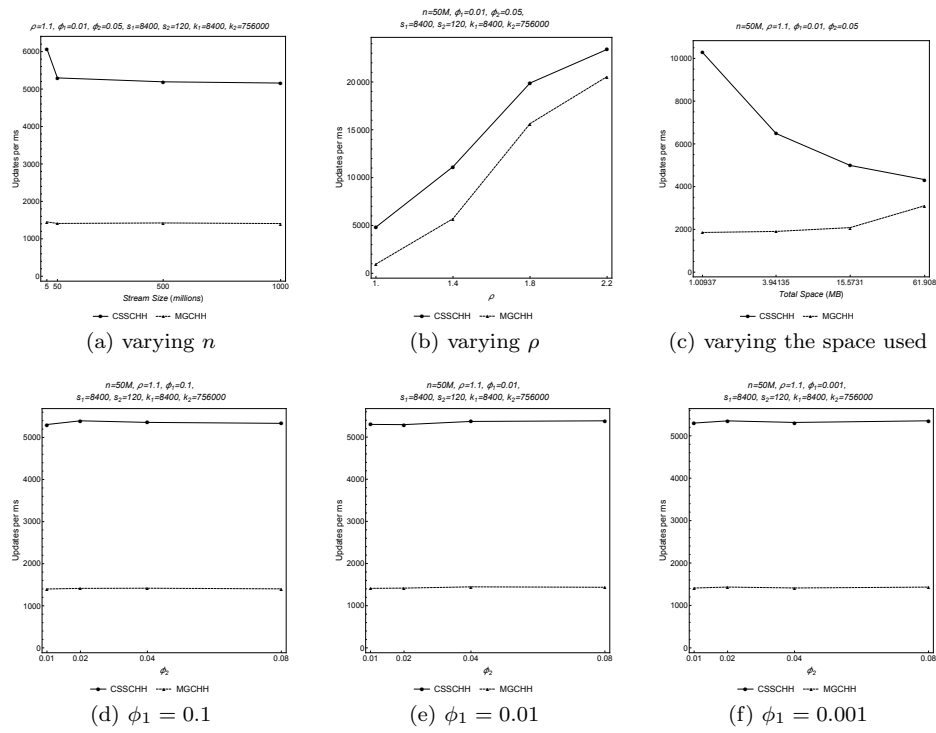 ρ=1.1, ϕ1=0.01, ϕ2=0.05, s1=8400, s2=120, k1=8400, k2=756000
Updates per ms
6000
5000
4000
3000
2000
1000
0
5 50 500 1000
Stream Size (millions)
CSSCHH MGCHH
(a) varying n
n=50M, ϕ1=0.01, ϕ2=0.05,
s1=8400, s2=120, k1=8400, k2=756000
Updates per ms
20000
15000
10000
5000
0
1. 1.4 1.8 2.2
ρ
CSSCHH MGCHH
(b) varying ρ
n=50M, ρ=1.1, ϕ1=0.01, ϕ2=0.05
Updates per ms
10000
8000
6000
4000
2000
0
1.00937 3.94135 15.5731 61.908
Total Space (MB)
CSSCHH MGCHH
(c) varying the space used
n=50M, ρ=1.1, ϕ1=0.1,
s1=8400, s2=120, k1=8400, k2=756000
Updates per ms
5000
4000
3000
2000
1000
0
0.01 0.02 0.04 0.08
ϕ2
CSSCHH MGCHH
(d) ϕ1 = 0.1
n=50M, ρ=1.1, ϕ1=0.01,
s1=8400, s2=120, k1=8400, k2=756000
Updates per ms
5000
4000
3000
2000
1000
0
0.01 0.02 0.04 0.08
ϕ2
CSSCHH MGCHH
(e) ϕ1 = 0.01
n=50M, ρ=1.1, ϕ1=0.001,
s1=8400, s2=120, k1=8400, k2=756000
Updates per ms
5000
4000
3000
2000
1000
0
0.01 0.02 0.04 0.08
ϕ2
CSSCHH MGCHH
(f) ϕ1 = 0.001